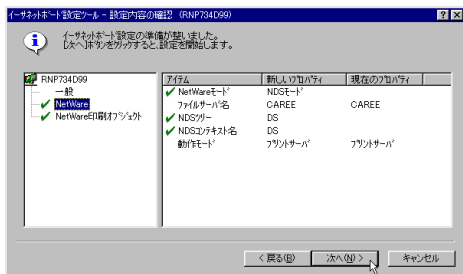 イーサネットボード設定ツール - 設定内容の確認 (RNP734D99)
イーサネットボード設定の準備が整いました。
[次へ]ボタンをクリックすると、設定を開始します。
RNP734D99
一般
NetWare
NetWareの印刷オブジェクト
アイテム 新しいプロパティ 現在のプロパティ
NetWareモード NDSモード
ファイルサーバ名 CAREE CAREE
NDSツリー DS
NDSコンテキスト名 DS
動作モード プリントサーバ プリントサーバ
< 戻る(B) 次へ(N) > キャンセル